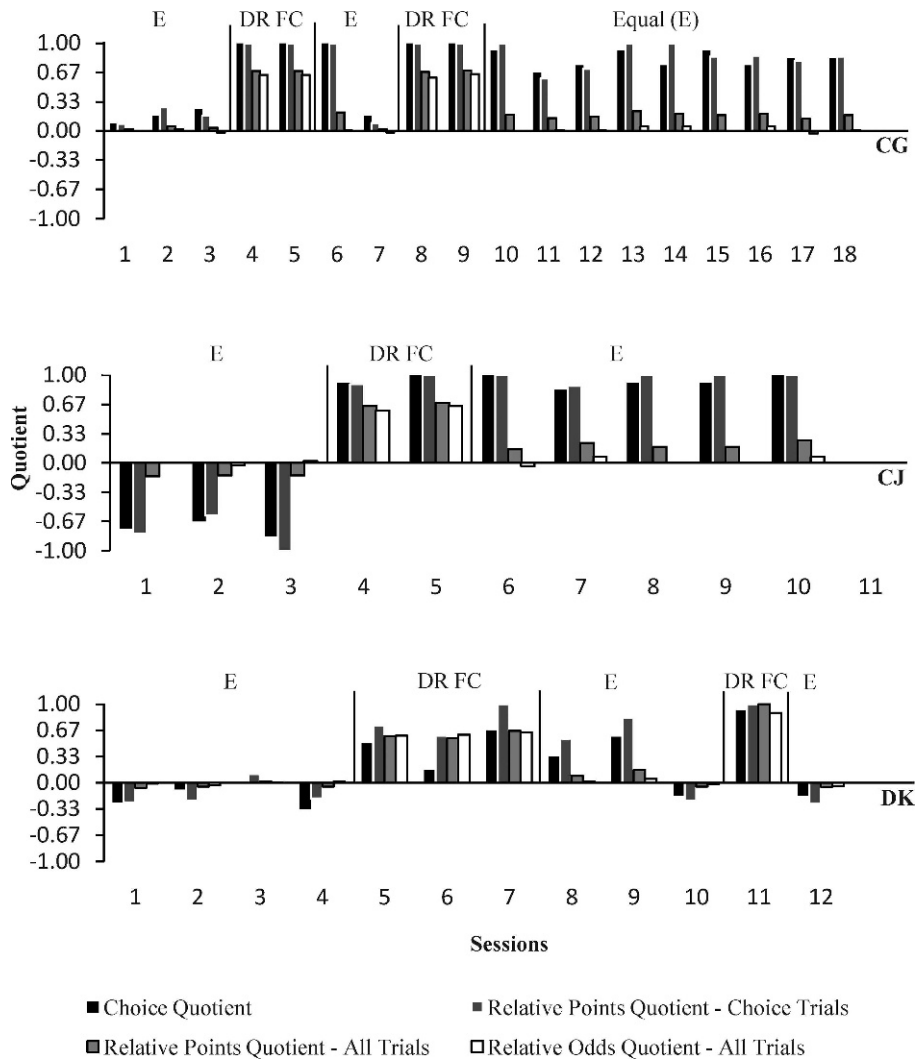 E DR FC E DR FC Equal (E)
1.00
0.67
0.33
0.00
-0.33
-0.67
-1.00
CG
1 2 3 4 5 6 7 8 9 10 11 12 13 14 15 16 17 18
E DR FC E
1.00
0.67
0.33
0.00
-0.33
-0.67
-1.00
Quotient
CJ
1 2 3 4 5 6 7 8 9 10 11
E DR FC E DR FC E
1.00
0.67
0.33
0.00
-0.33
-0.67
-1.00
DK
1 2 3 4 5 6 7 8 9 10 11 12
Sessions
Choice Quotient Relative Points Quotient - Choice Trials
Relative Points Quotient - All Trials Relative Odds Quotient - All Trials